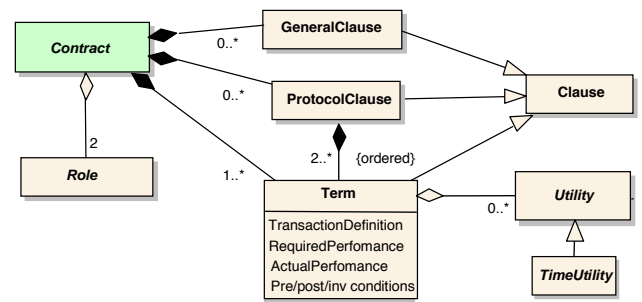 GeneralClause
Contract
0..*
Clause
0..*
ProtocolClause
2
2..*
{ordered}
Role
1..*
Term
Utility
0..*
TransactionDefinition
RequiredPerfomance
ActualPerfomance
Pre/post/inv conditions
TimeUtility